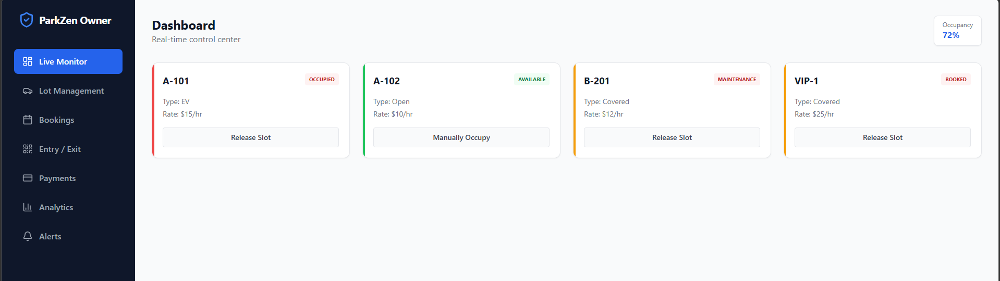 ParkZen Owner
Live Monitor
Lot Management
Bookings
Entry / Exit
Payments
Analytics
Alerts
Dashboard
Real-time control center
Occupancy
72%
A-101
OCCUPIED
Type: EV
Rate: $15/hr
Release Slot
A-102
AVAILABLE
Type: Open
Rate: $10/hr
Manually Occupy
B-201
MAINTENANCE
Type: Covered
Rate: $12/hr
Release Slot
VIP-1
BOOKED
Type: Covered
Rate: $25/hr
Release Slot